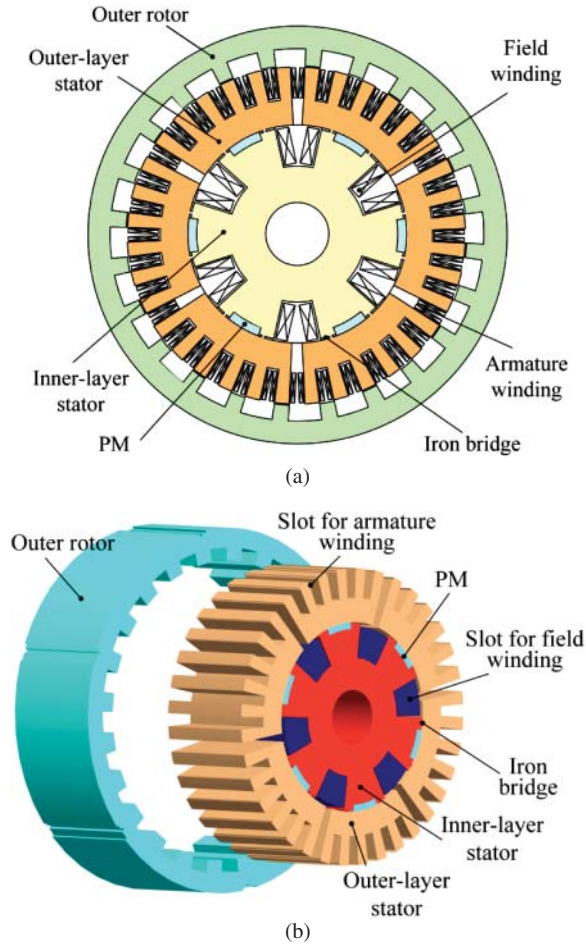 Outer rotor
Outer-layer
stator
Field
winding
Inner-layer
stator
PM
Armature
winding
Iron bridge
(a)
Outer rotor
Slot for armature
winding
PM
Slot for field
winding
Iron
bridge
Inner-layer
stator
Outer-layer
stator
(b)